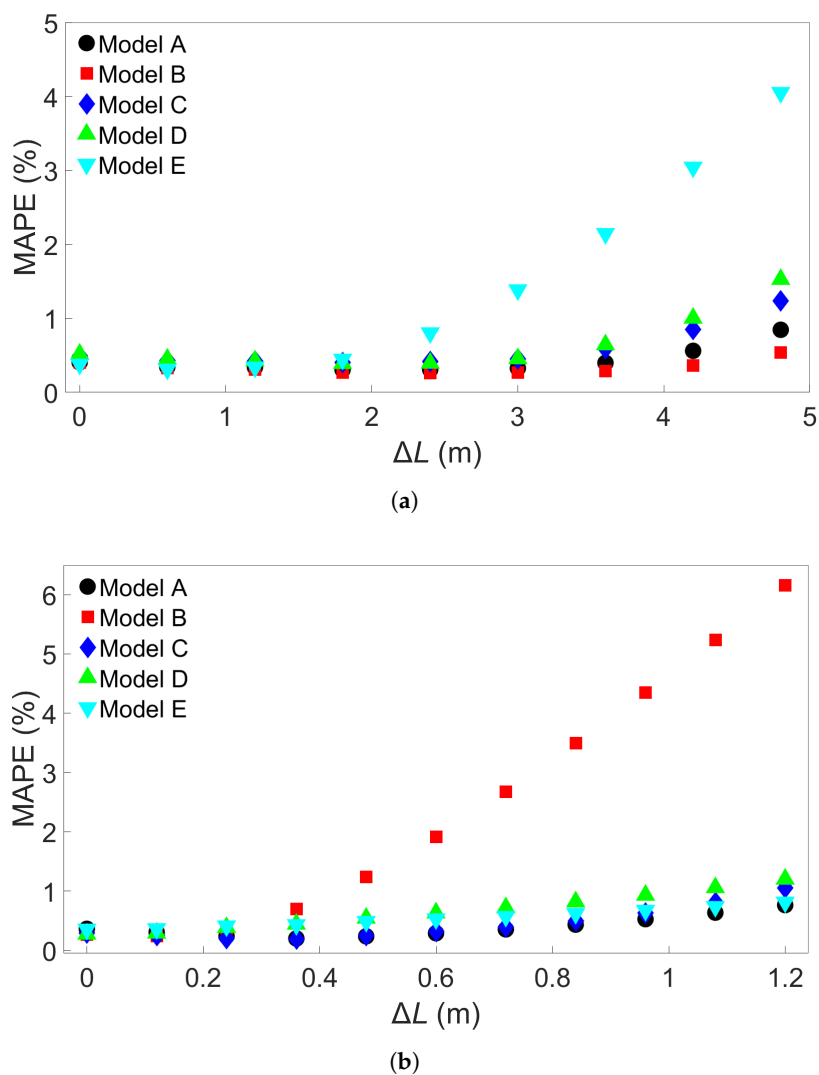 5
4
3
2
1
0
MAPE (%)
Model A
Model B
Model C
Model D
Model E
0 1 2 3 4 5
ΔL (m)
(a)
6
5
4
3
2
1
0
MAPE (%)
Model A
Model B
Model C
Model D
Model E
0 0.2 0.4 0.6 0.8 1 1.2
ΔL (m)
(b)